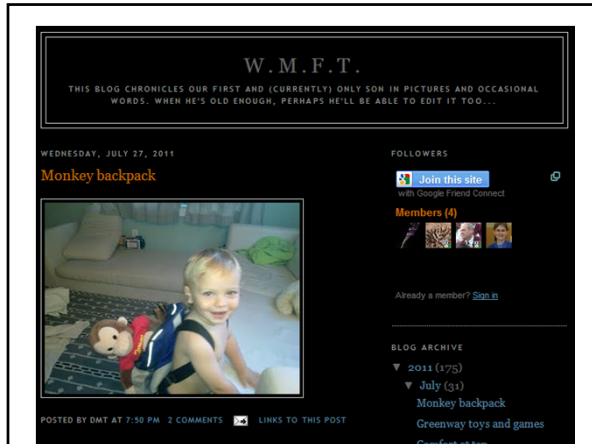 W.M.F.T.
THIS BLOG CHRONICLES OUR FIRST AND (CURRENTLY) ONLY SON IN PICTURES AND OCCASIONAL
WORDS. WHEN HE'S OLD ENOUGH, PERHAPS HE'LL BE ABLE TO EDIT IT TOO...
WEDNESDAY, JULY 27, 2011
Monkey backpack
POSTED BY DMT AT 7:50 PM 2 COMMENTS LINKS TO THIS POST
FOLLOWERS
Join this site
with Google Friend Connect
Members (4)
Already a member? Sign in
BLOG ARCHIVE
▼ 2011 (175)
▼ July (31)
Monkey backpack
Greenway toys and games